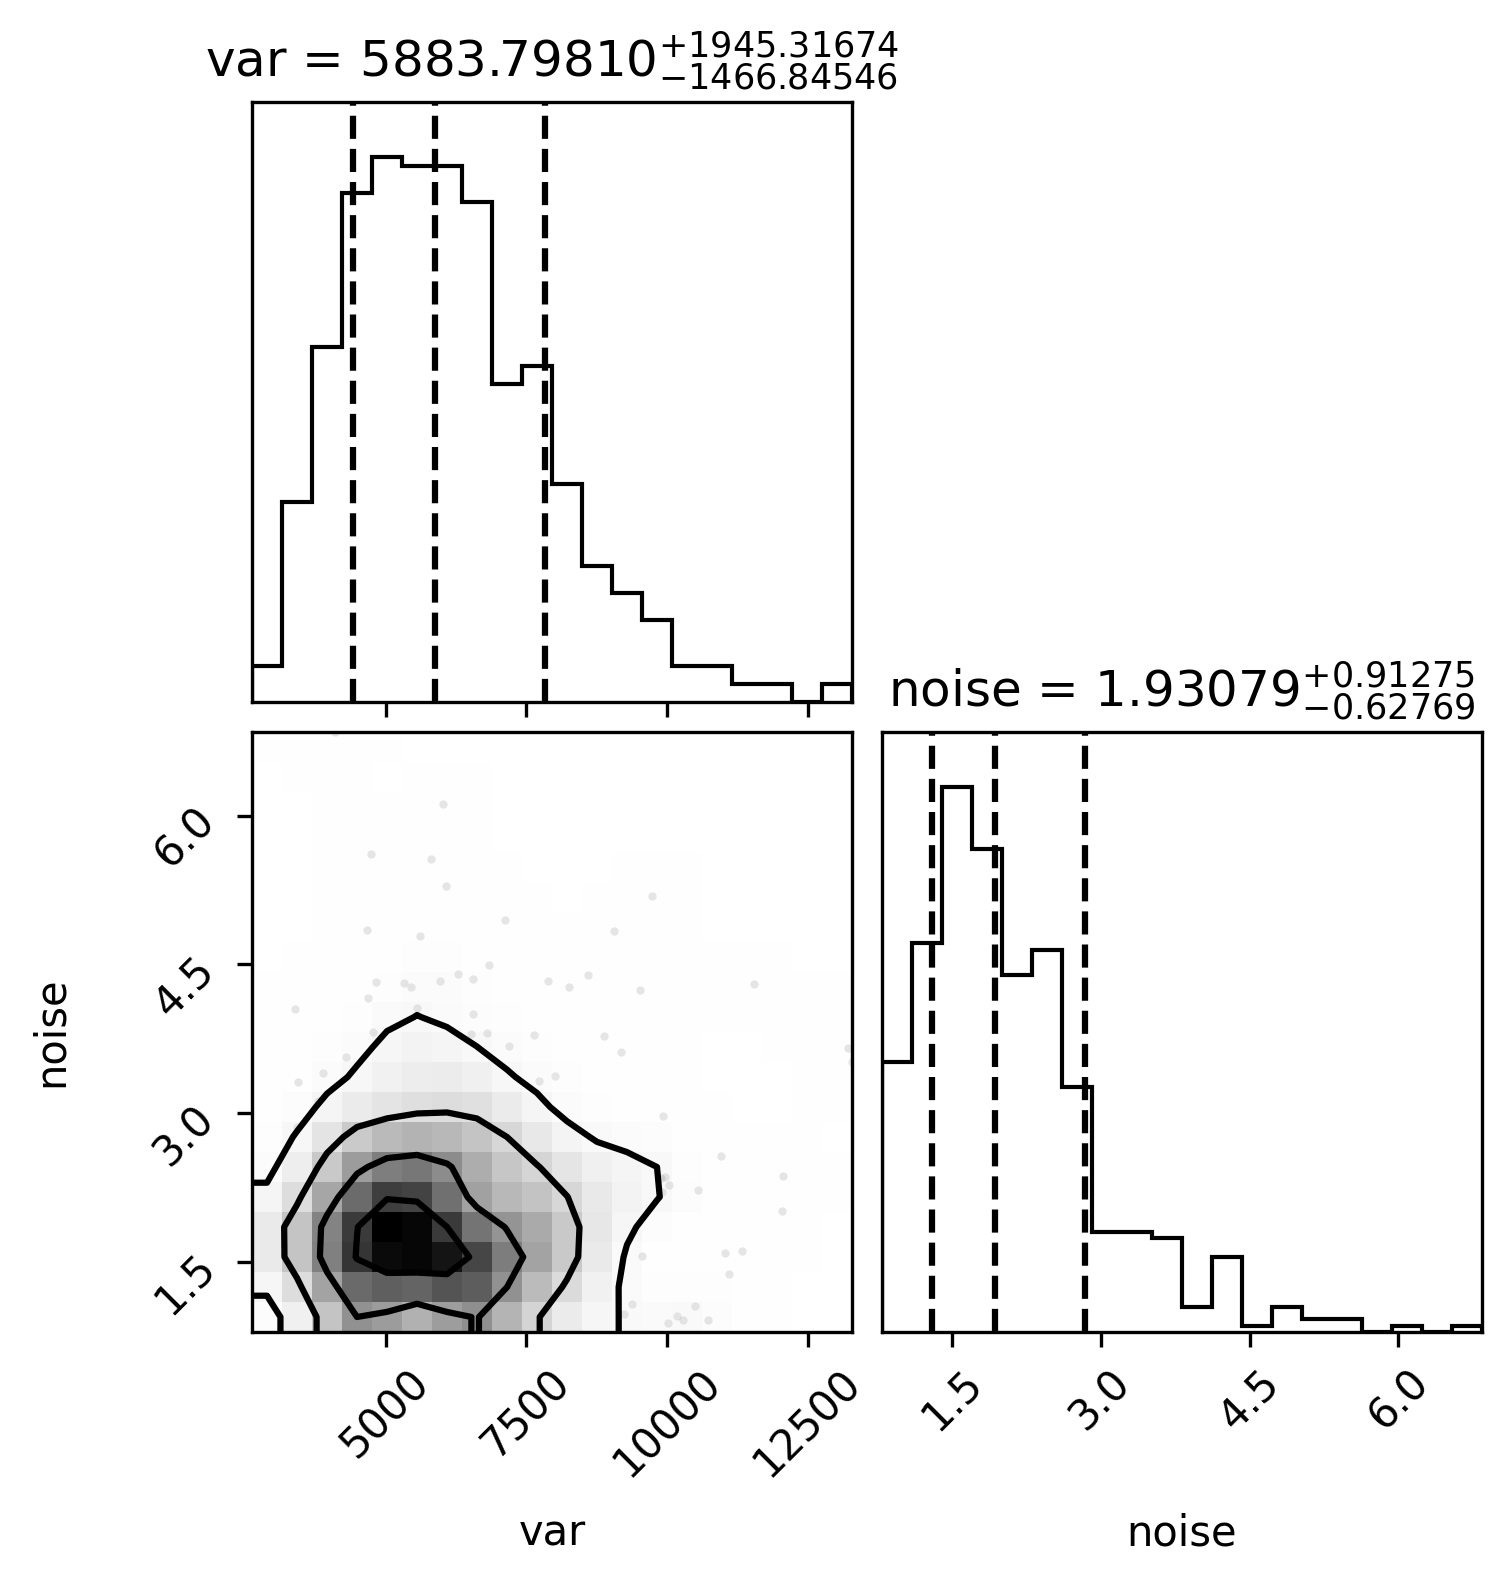 var = 5883.79810+1945.31674−1466.84546
noise = 1.93079+0.91275−0.62769
6.0
4.5
3.0
1.5
noise
5000 7500 10000 12500
1.5 3.0 4.5 6.0
var
noise